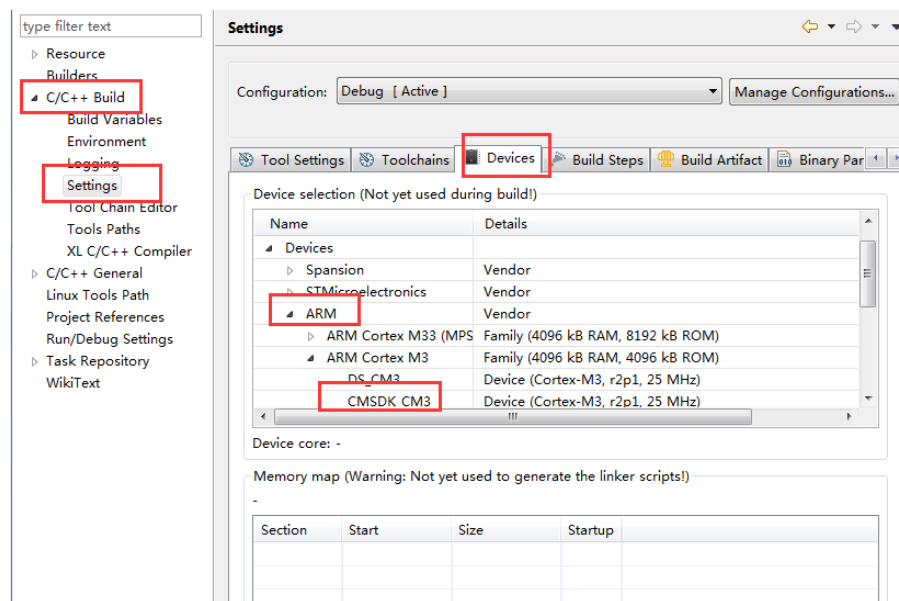 type filter text
Resource
Builders
C/C++ Build
Build Variables
Environment
Logging
Settings
Tool Chain Editor
Tools Paths
XL C/C++ Compiler
C/C++ General
Linux Tools Path
Project References
Run/Debug Settings
Task Repository
WikiText
Settings
Configuration: Debug [ Active ] Manage Configurations...
Tool Settings Toolchains Devices Build Steps Build Artifact Binary Par
Device selection (Not yet used during build!)
Name Details
Devices
Spansion Vendor
STMicroelectronics Vendor
ARM Vendor
ARM Cortex M33 (MPS Family (4096 kB RAM, 8192 kB ROM)
ARM Cortex M3 Family (4096 kB RAM, 4096 kB ROM)
DS_CM3 Device (Cortex-M3, r2p1, 25 MHz)
CMSDK_CM3 Device (Cortex-M3, r2p1, 25 MHz)
Device core: -
Memory map (Warning: Not yet used to generate the linker scripts!)
-
Section Start Size Startup